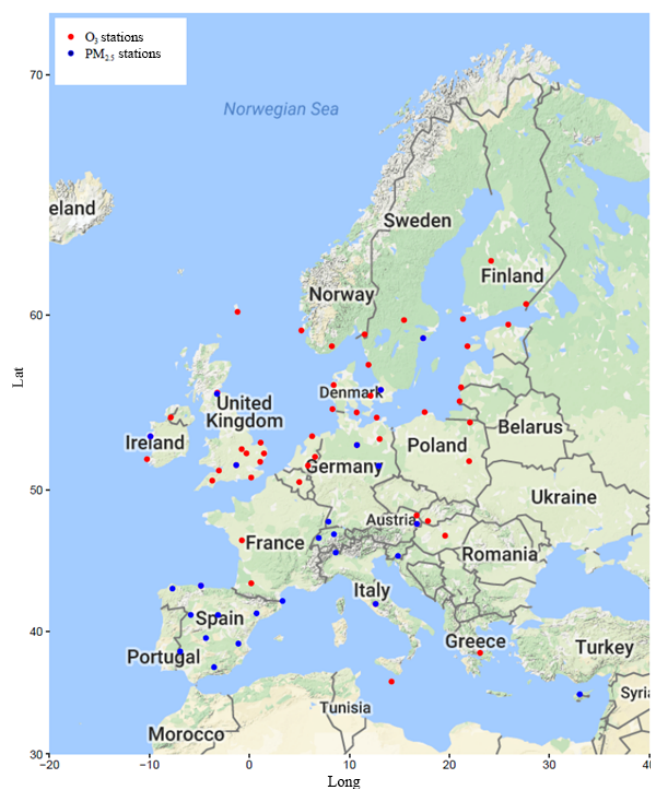 O₃ stations
PM₂.₅ stations
70
Norwegian Sea
eland
Sweden
Finland
Norway
60
Lat
Denmark
United
Kingdom
Ireland
Belarus
Poland
Germany
50
Ukraine
Austria
France
Romania
Italy
Spain
40
Greece
Turkey
Portugal
Syria
Tunisia
Morocco
30
−20
−10
0
10
20
30
40
Long